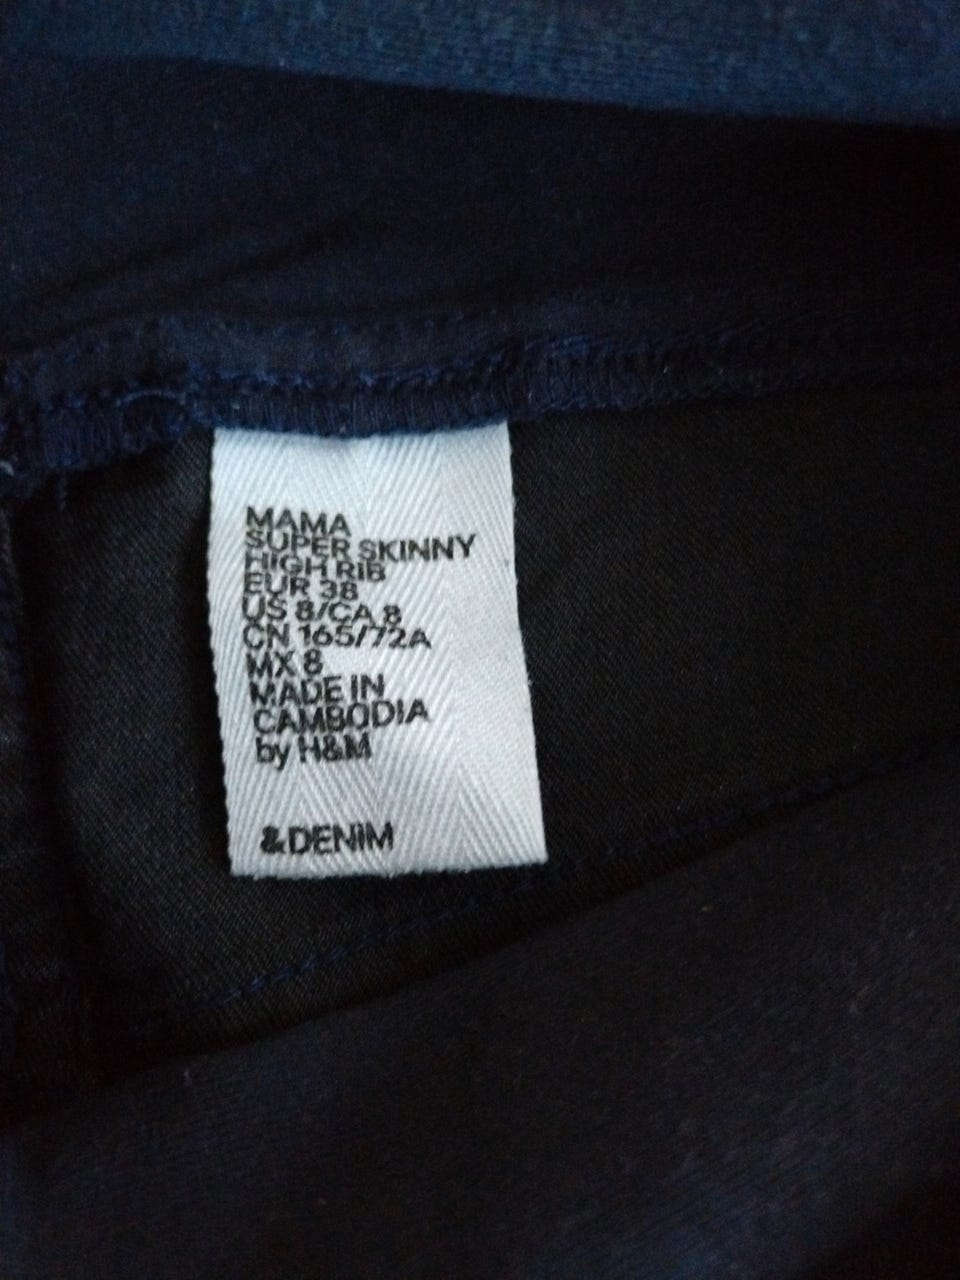 MAMA
SUPER SKINNY
HIGH RIB
EUR 38
US 8/CA 8
CN 165/72A
MX 8
MADE IN
CAMBODIA
by H&M
&DENIM